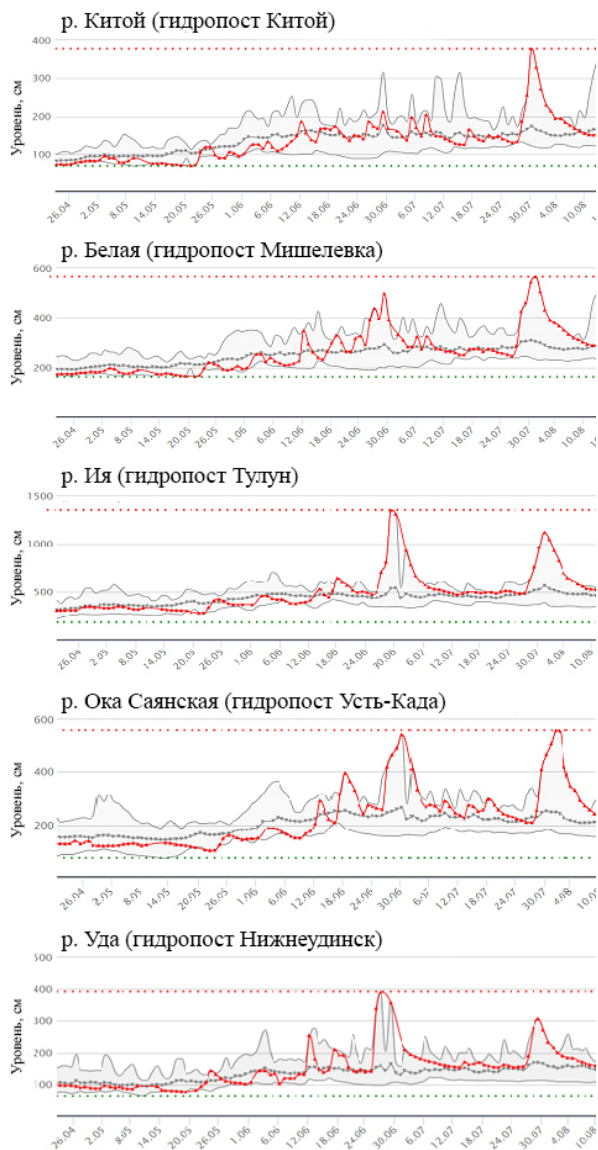 р. Китой (гидропост Китой)
Уровень, см
400
300
200
100
26.04 2.05 8.05 14.05 20.05 26.05 1.06 6.06 12.06 18.06 24.06 30.06 6.07 12.07 18.07 24.07 30.07 4.08 10.08
р. Белая (гидропост Мишелевка)
Уровень, см
600
400
200
26.04 2.05 8.05 14.05 20.05 26.05 1.06 6.06 12.06 18.06 24.06 30.06 6.07 12.07 18.07 24.07 30.07 4.08 10.08
р. Ия (гидропост Тулун)
Уровень, см
1500
1000
500
26.04 2.05 8.05 14.05 20.05 26.05 1.06 6.06 12.06 18.06 24.06 30.06 6.07 12.07 18.07 24.07 30.07 4.08 10.08
р. Ока Саянская (гидропост Усть-Када)
Уровень, см
600
400
200
26.04 2.05 8.05 14.05 20.05 26.05 1.06 6.06 12.06 18.06 24.06 30.06 6.07 12.07 18.07 24.07 30.07 4.08 10.08
р. Уда (гидропост Нижнеудинск)
Уровень, см
500
400
300
200
100
26.04 2.05 8.05 14.05 20.05 26.05 1.06 6.06 12.06 18.06 24.06 30.06 6.07 12.07 18.07 24.07 30.07 4.08 10.08